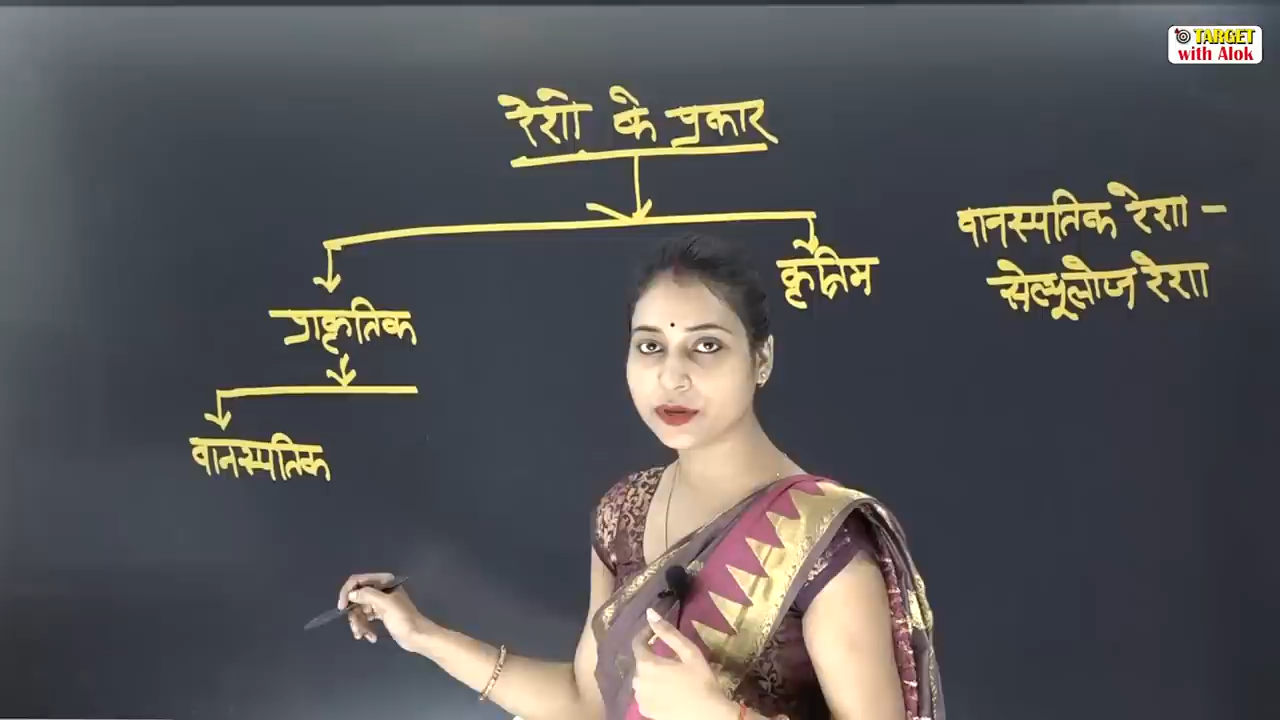 TARGET
with Alok
रेशो के प्रकार
प्राकृतिक
कृत्रिम
वानस्पतिक
वानस्पतिक रेशा -
सेल्यूलोज रेशा